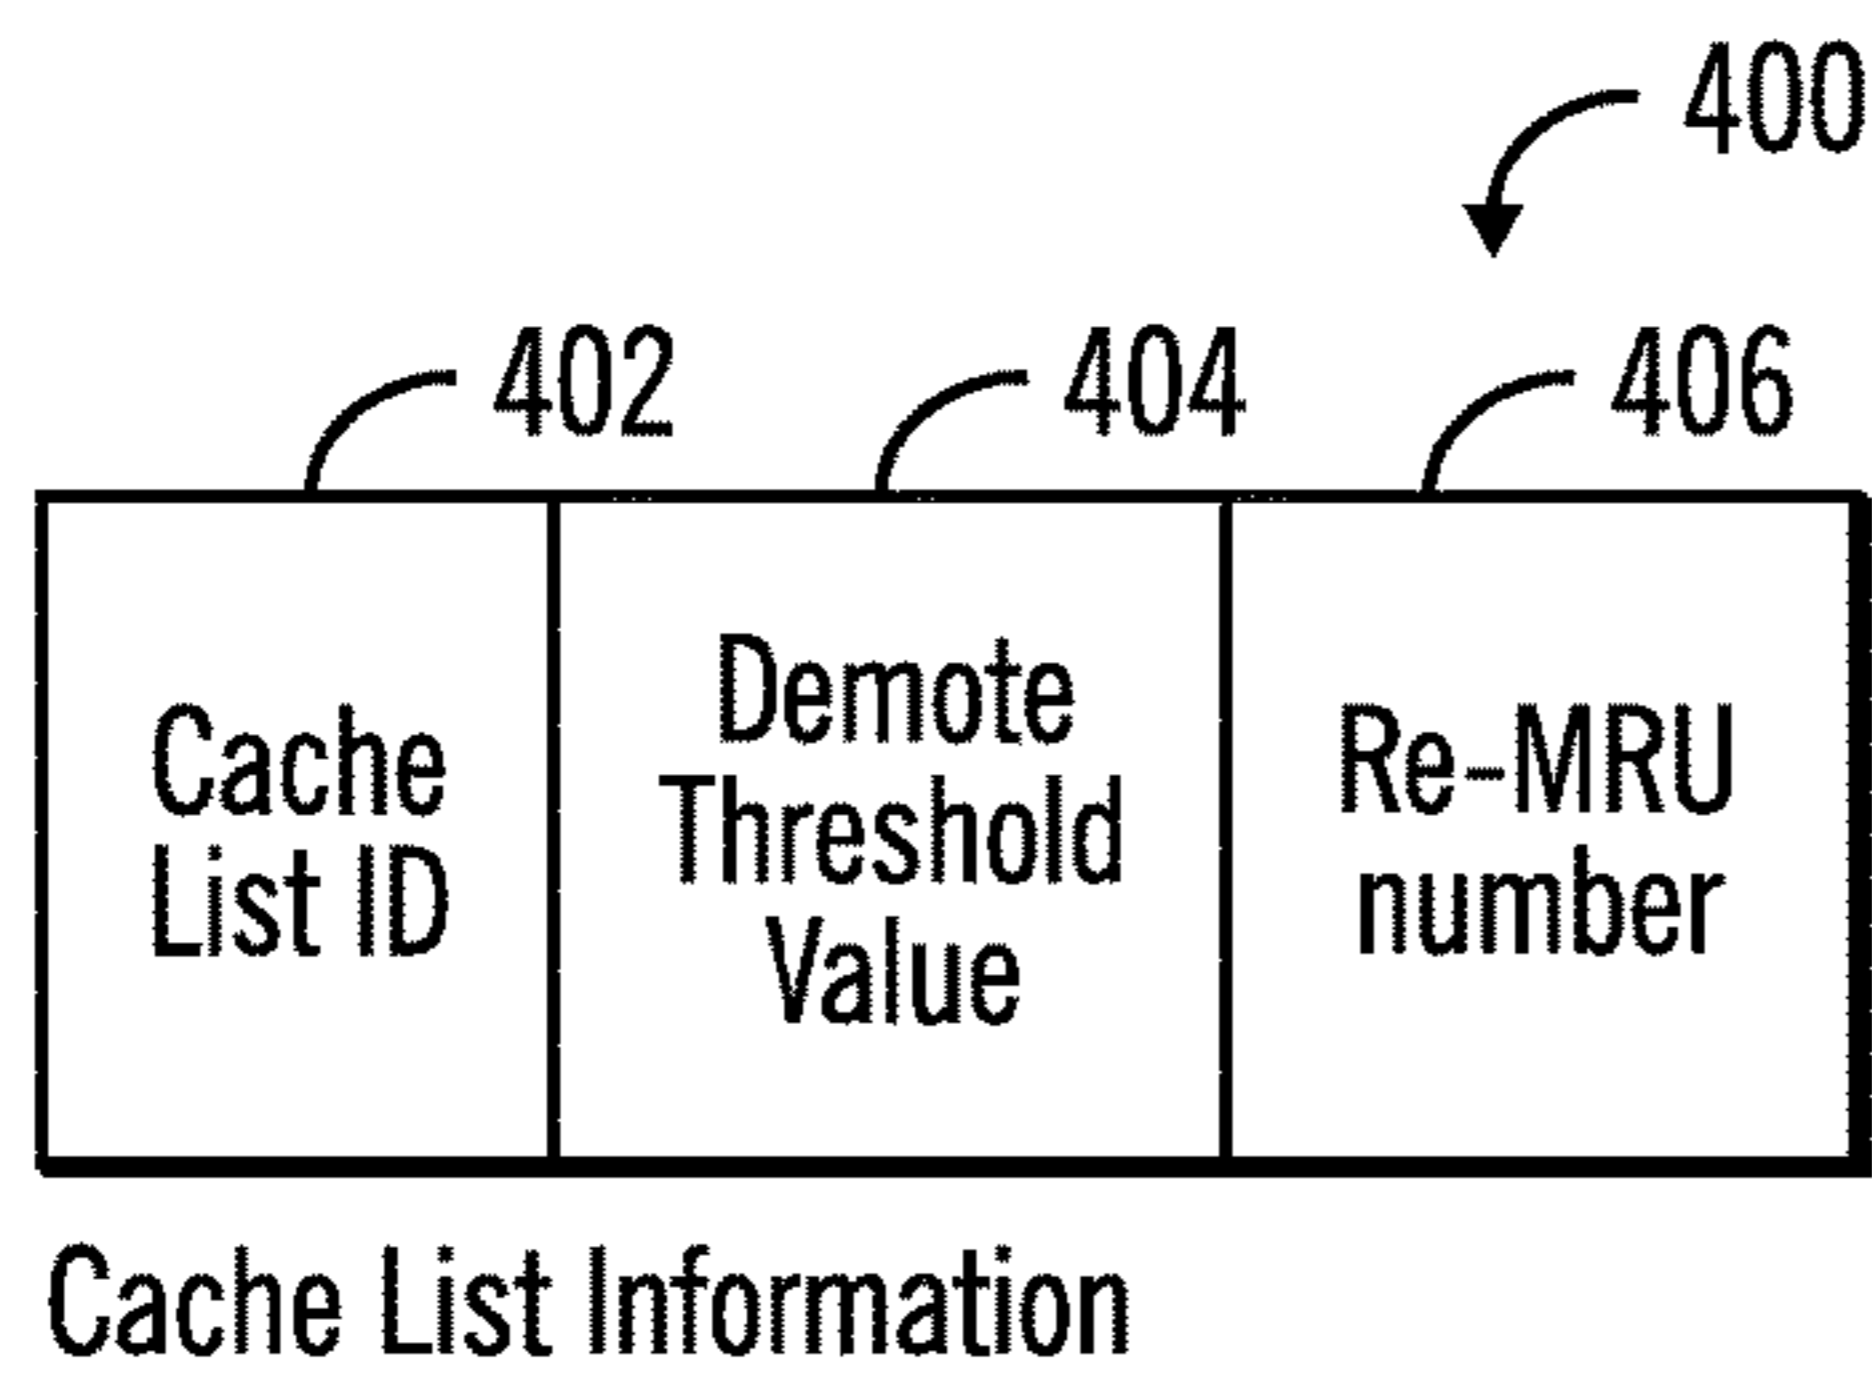 400
402
404
406
Cache
List ID
Demote
Threshold
Value
Re-MRU
number
Cache List Information